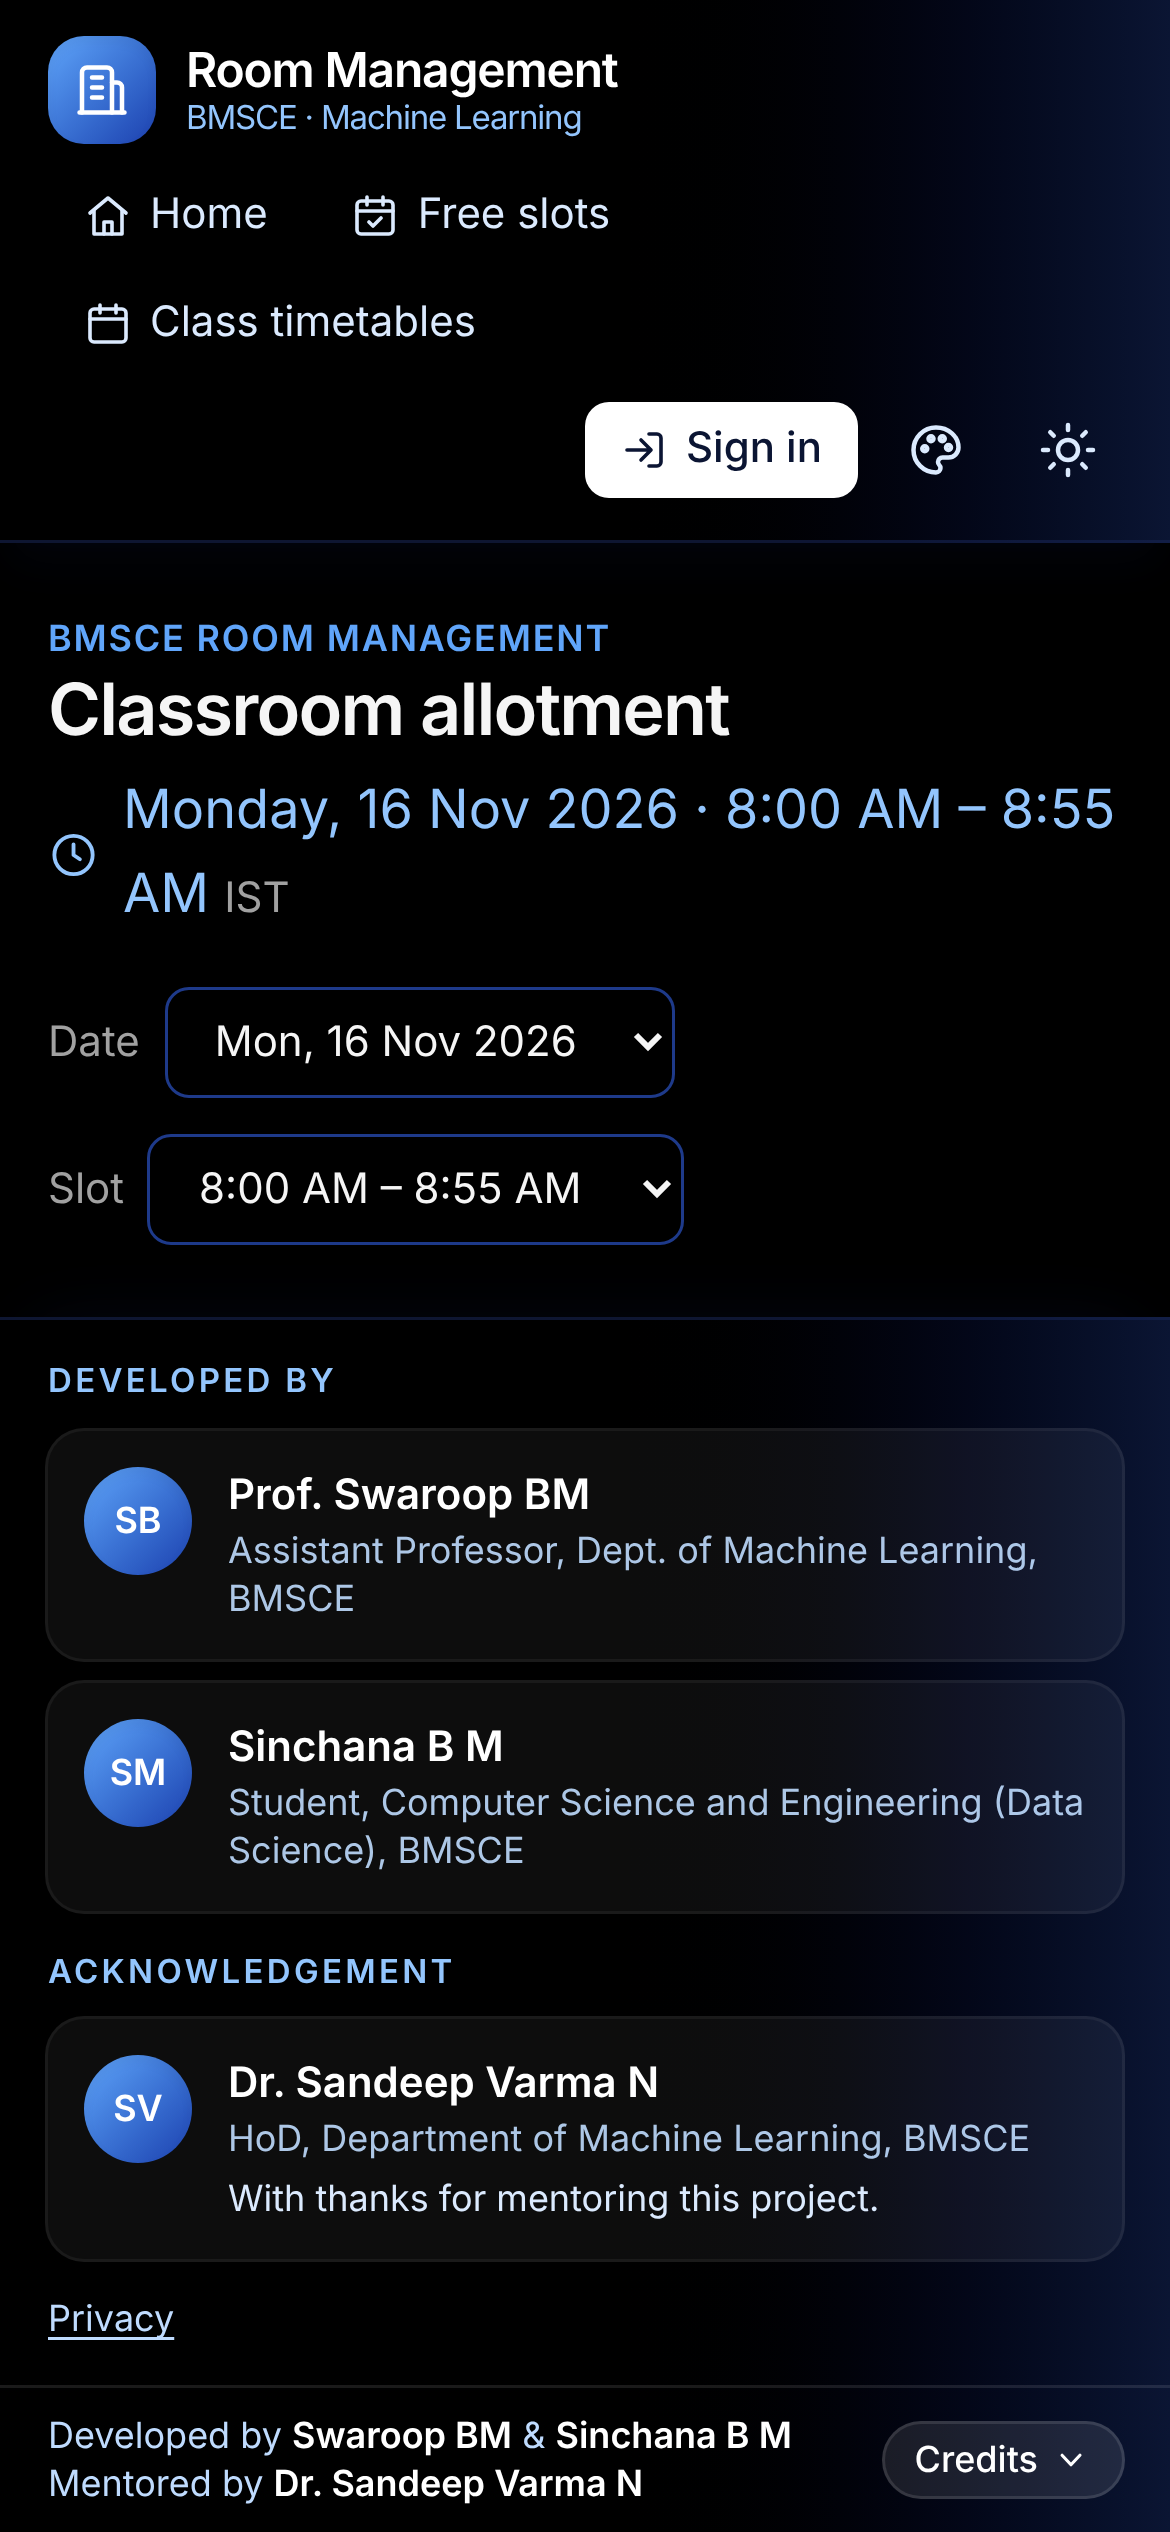 Room Management
BMSCE · Machine Learning
Home
Free slots
Class timetables
Sign in
BMSCE ROOM MANAGEMENT
Classroom allotment
Monday, 16 Nov 2026 · 8:00 AM – 8:55
AM IST
Date
Mon, 16 Nov 2026
Slot
8:00 AM – 8:55 AM
DEVELOPED BY
SB
Prof. Swaroop BM
Assistant Professor, Dept. of Machine Learning,
BMSCE
SM
Sinchana B M
Student, Computer Science and Engineering (Data
Science), BMSCE
ACKNOWLEDGEMENT
SV
Dr. Sandeep Varma N
HoD, Department of Machine Learning, BMSCE
With thanks for mentoring this project.
Privacy
Developed by Swaroop BM & Sinchana B M
Mentored by Dr. Sandeep Varma N
Credits